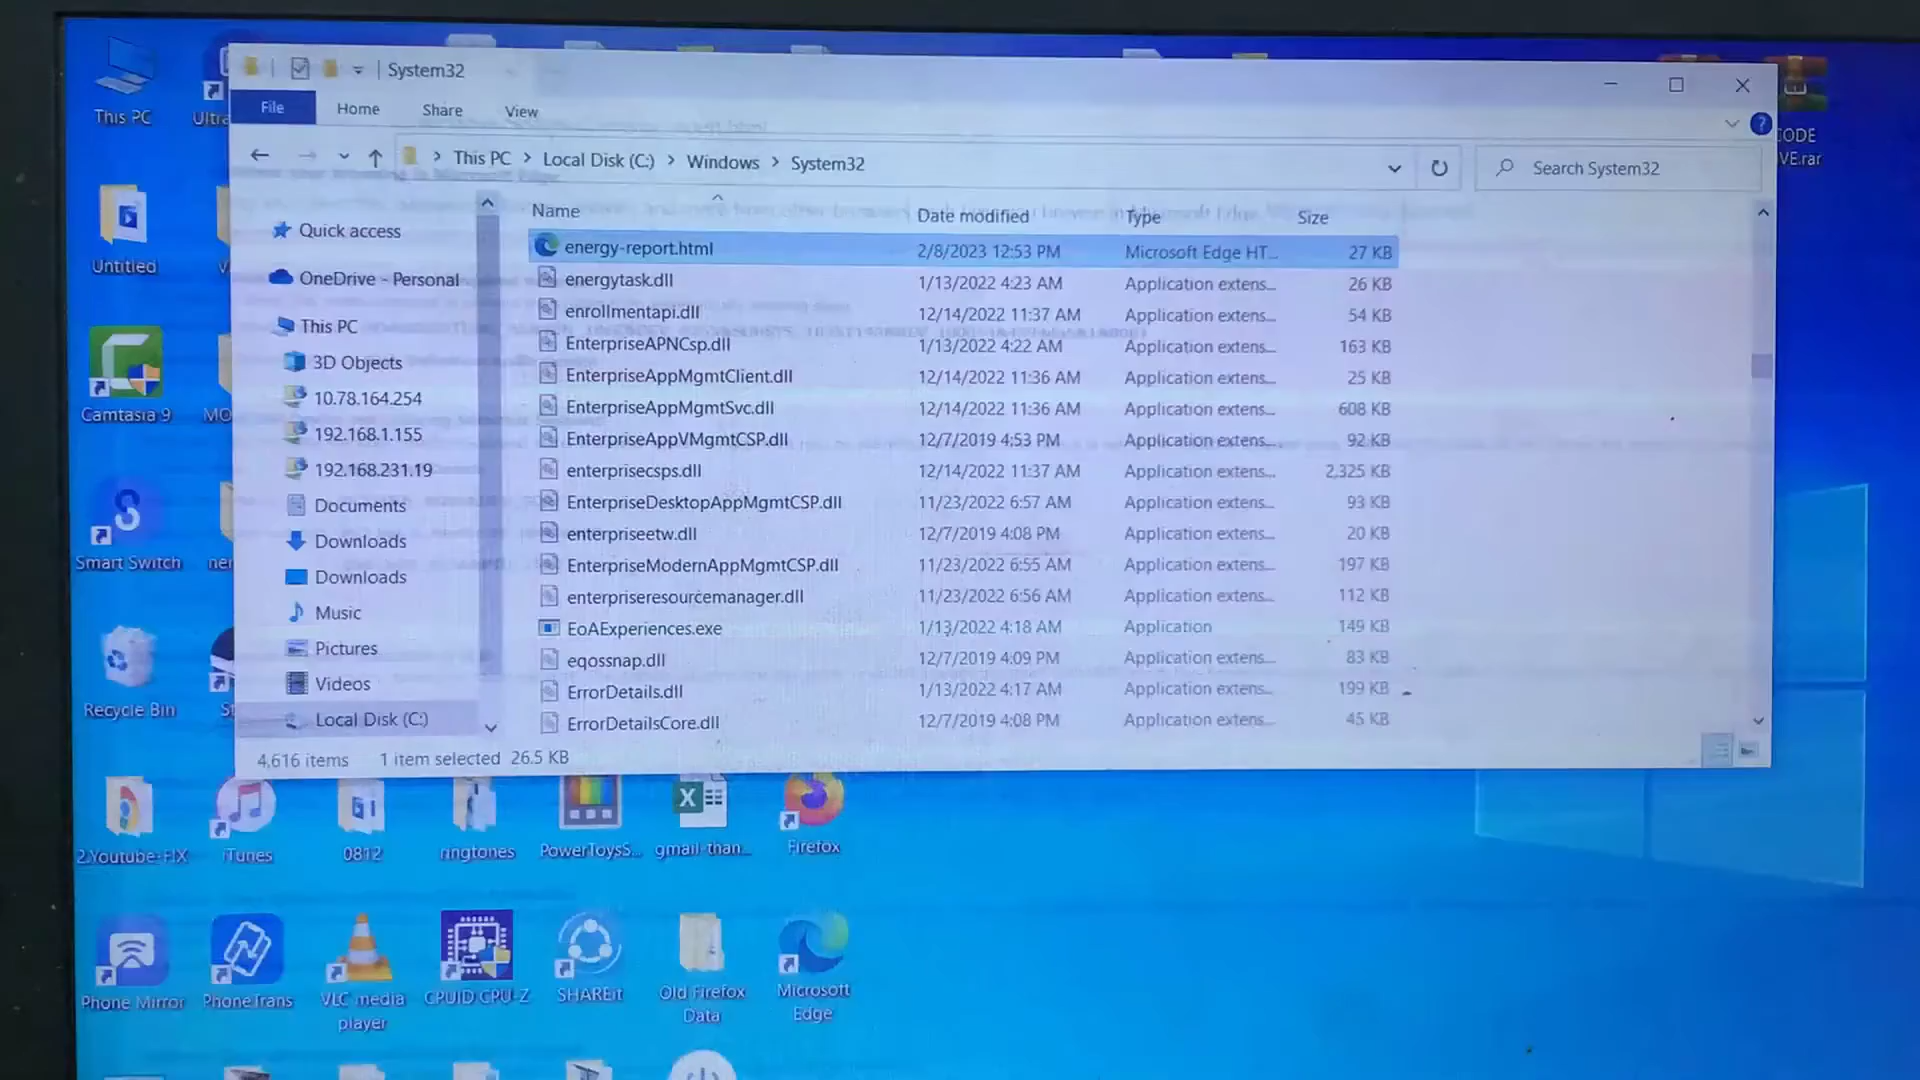 This PC
System32
File
Home
Share
View
This PC > Local Disk (C:) > Windows > System32
Search System32
CODE
VE.rar
Quick access
OneDrive - Personal
This PC
3D Objects
10.78.164.254
192.168.1.155
192.168.231.19
Documents
Downloads
Downloads
Music
Pictures
Videos
Local Disk (C:)
Name Date modified Type Size
energy-report.html 2/8/2023 12:53 PM Microsoft Edge HT... 27 KB
energytask.dll 1/13/2022 4:23 AM Application extens... 26 KB
enrollmentapi.dll 12/14/2022 11:37 AM Application extens... 54 KB
EnterpriseAPNCsp.dll 1/13/2022 4:22 AM Application extens... 163 KB
EnterpriseAppMgmtClient.dll 12/14/2022 11:36 AM Application extens... 25 KB
EnterpriseAppMgmtSvc.dll 12/14/2022 11:36 AM Application extens... 608 KB
EnterpriseAppVMgmtCSP.dll 12/7/2019 4:53 PM Application extens... 92 KB
enterprisecsps.dll 12/14/2022 11:37 AM Application extens... 2,325 KB
EnterpriseDesktopAppMgmtCSP.dll 11/23/2022 6:57 AM Application extens... 93 KB
enterpriseetw.dll 12/7/2019 4:08 PM Application extens... 20 KB
EnterpriseModernAppMgmtCSP.dll 11/23/2022 6:55 AM Application extens... 197 KB
enterpriseresourcemanager.dll 11/23/2022 6:56 AM Application extens... 112 KB
EoAExperiences.exe 1/13/2022 4:18 AM Application 149 KB
eqossnap.dll 12/7/2019 4:09 PM Application extens... 83 KB
ErrorDetails.dll 1/13/2022 4:17 AM Application extens... 199 KB
ErrorDetailsCore.dll 12/7/2019 4:08 PM Application extens... 45 KB
4,616 items 1 item selected 26.5 KB
Ultra
Untitled
V
Camtasia 9
MO
Smart Switch
ner
Recycle Bin
St
2.Youtube-FIX
iTunes
0812
ringtones
PowerToysS...
gmail-than...
Firefox
Phone Mirror
PhoneTrans
VLC media
player
CPUID CPU-Z
SHAREit
Old Firefox
Data
Microsoft
Edge